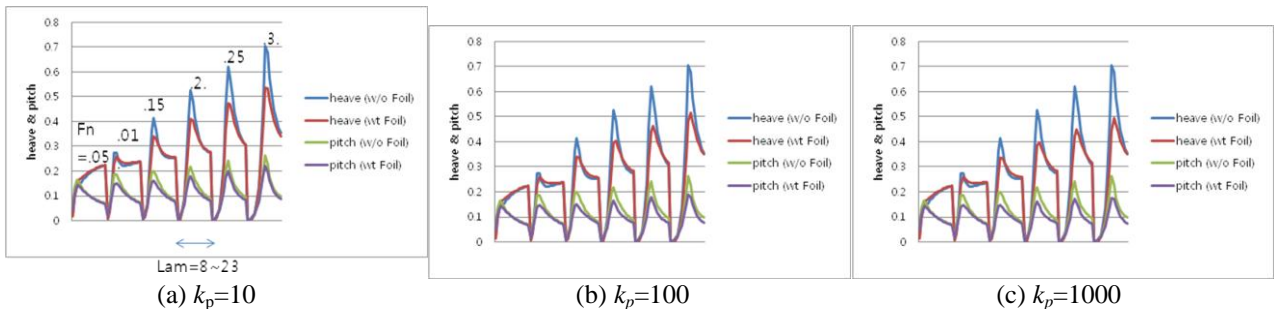 0.8
0.7
0.6
0.5
0.4
0.3
0.2
0.1
0
heave & pitch
Fn
=.05
.01
.15
.2.
.25
3.
heave (w/o Foil)
heave (wt Foil)
pitch (w/o Foil)
pitch (wt Foil)
Lam=8~23
(a) kp=10
0.8
0.7
0.6
0.5
0.4
0.3
0.2
0.1
0
heave & pitch
heave (w/o Foil)
heave (wt Foil)
pitch (w/o Foil)
pitch (wt Foil)
(b) kp=100
0.8
0.7
0.6
0.5
0.4
0.3
0.2
0.1
0
heave & pitch
heave (w/o Foil)
heave (wt Foil)
pitch (w/o Foil)
pitch (wt Foil)
(c) kp=1000